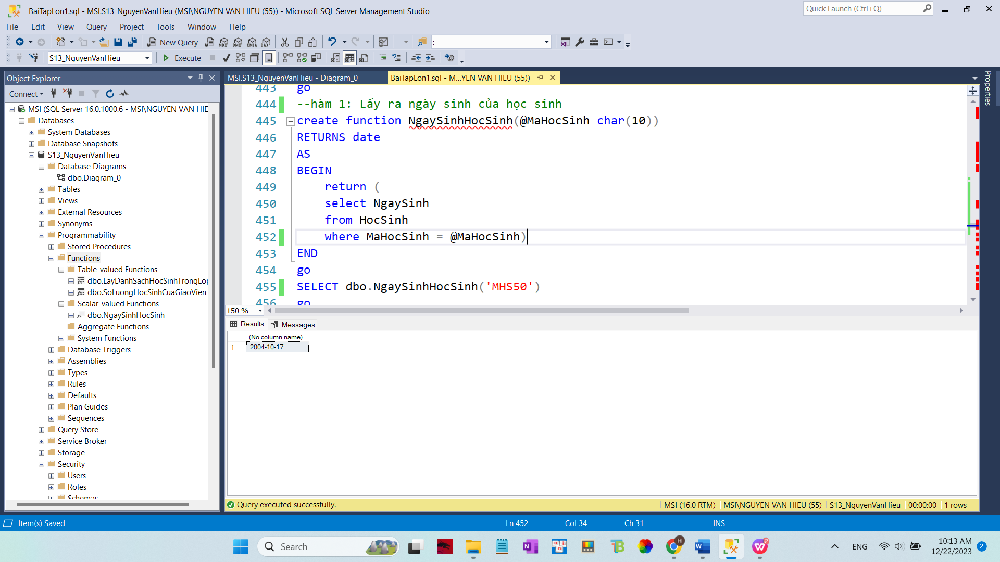 BaiTapLon1.sql - MSI.S13_NguyenVanHieu (MSI\NGUYEN VAN HIEU (55)) - Microsoft SQL Server Management Studio
Quick Launch (Ctrl+Q)
File Edit View Query Project Tools Window Help
New Query MDX DMX XMLA DAX :
S13_NguyenVanHieu Execute
Object Explorer
Connect
MSI (SQL Server 16.0.1000.6 - MSI\NGUYEN VAN HIE
Databases
System Databases
Database Snapshots
S13_NguyenVanHieu
Database Diagrams
dbo.Diagram_0
Tables
Views
External Resources
Synonyms
Programmability
Stored Procedures
Functions
Table-valued Functions
dbo.LayDanhSachHocSinhTrongLop
dbo.SoLuongHocSinhCuaGiaoVien
Scalar-valued Functions
dbo.NgaySinhHocSinh
Aggregate Functions
System Functions
Database Triggers
Assemblies
Types
Rules
Defaults
Plan Guides
Sequences
Query Store
Service Broker
Storage
Security
Users
Roles
Schemas
MSI.S13_NguyenVanHieu - Diagram_0
BaiTapLon1.sql - M...YEN VAN HIEU (55))
Properties
443 go
444 --hàm 1: Lấy ra ngày sinh của học sinh
445 create function NgaySinhHocSinh(@MaHocSinh char(10))
446 RETURNS date
447 AS
448 BEGIN
449 return (
450 select NgaySinh
451 from HocSinh
452 where MaHocSinh = @MaHocSinh)
453 END
454 go
455 SELECT dbo.NgaySinhHocSinh('MHS50')
456 go
150 %
Results Messages
(No column name)
1 2004-10-17
Query executed successfully.
MSI (16.0 RTM) MSI\NGUYEN VAN HIEU (55) S13_NguyenVanHieu 00:00:00 1 rows
Item(s) Saved Ln 452 Col 34 Ch 31 INS
Search
ENG
10:13 AM
12/22/2023
2